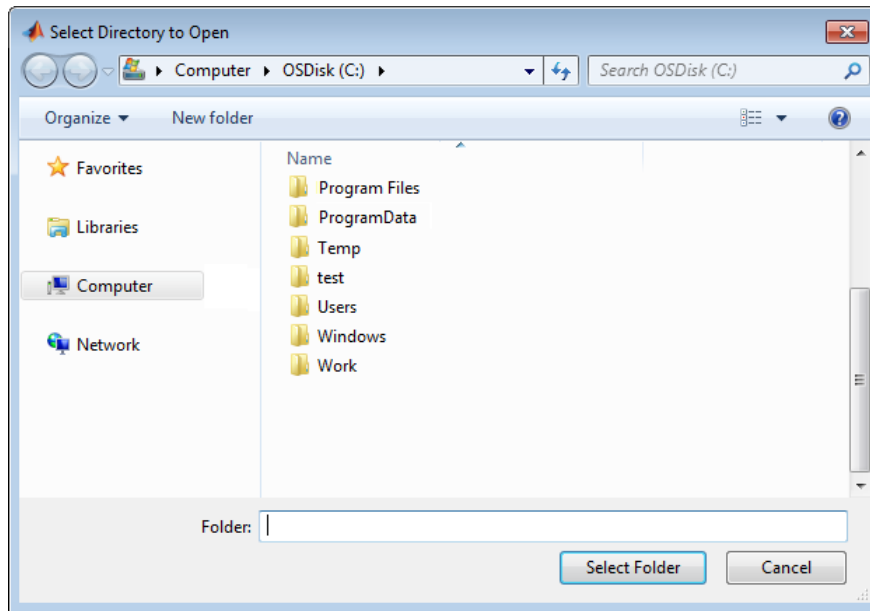 Select Directory to Open
Computer OSDisk (C:) Search OSDisk (C:)
Organize New folder
Favorites
Libraries
Computer
Network
Name
Program Files
ProgramData
Temp
test
Users
Windows
Work
Folder:
Select Folder Cancel